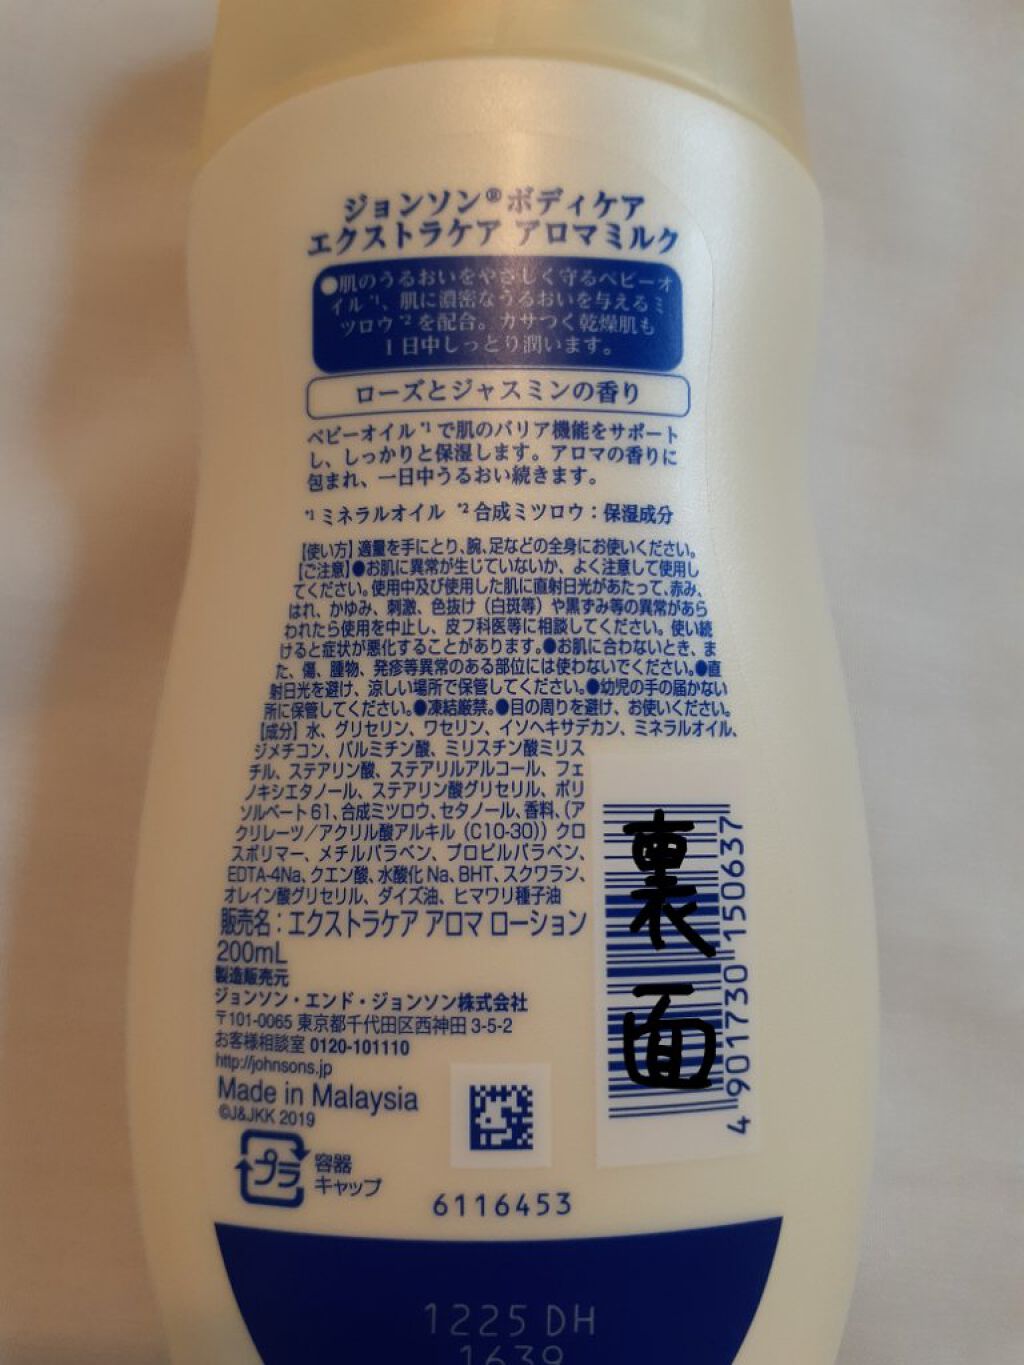 ジョンソン®ボディケア
エクストラケア アロマミルク
●肌のうるおいをやさしく守るベビーオ
イル*1、肌に濃密なうるおいを与えるミ
ツロウ*2を配合。カサつく乾燥肌も
1日中しっとり潤います。
ローズとジャスミンの香り
ベビーオイル*1で肌のバリア機能をサポート
し、しっかりと保湿します。アロマの香りに
包まれ、一日中うるおい続きます。
*1ミネラルオイル *2合成ミツロウ：保湿成分
【使い方】適量を手にとり、腕、足などの全身にお使いください。
【ご注意】●お肌に異常が生じていないか、よく注意して使用し
てください。使用中及び使用した肌に直射日光があたって、赤み、
はれ、かゆみ、刺激、色抜け（白斑等）や黒ずみ等の異常があら
われたら使用を中止し、皮フ科医等に相談してください。使い続
けると症状が悪化することがあります。●お肌に合わないとき、ま
た、傷、腫物、発疹等異常のある部位には使わないでください。●直
射日光を避け、涼しい場所で保管してください。●幼児の手の届かない
所に保管してください。●凍結厳禁。●目の周りを避け、お使いください。
【成分】水、グリセリン、ワセリン、イソヘキサデカン、ミネラルオイル、
ジメチコン、パルミチン酸、ミリスチン酸ミリス
チル、ステアリン酸、ステアリルアルコール、フェ
ノキシエタノール、ステアリン酸グリセリル、ポリ
ソルベート61、合成ミツロウ、セタノール、香料、（ア
クリレーツ／アクリル酸アルキル（C10-30））クロ
スポリマー、メチルパラベン、プロピルパラベン、
EDTA-4Na、クエン酸、水酸化Na、BHT、スクワラン、
オレイン酸グリセリル、ダイズ油、ヒマワリ種子油
販売名：エクストラケア アロマ ローション
200mL
製造販売元
ジョンソン・エンド・ジョンソン株式会社
〒101-0065 東京都千代田区西神田 3-5-2
お客様相談室 0120-101110
http://johnsons.jp
Made in Malaysia
©J&JKK 2019
プラ
容器
キャップ
裏面
4 901730 150637
6116453
1225 DH
1639